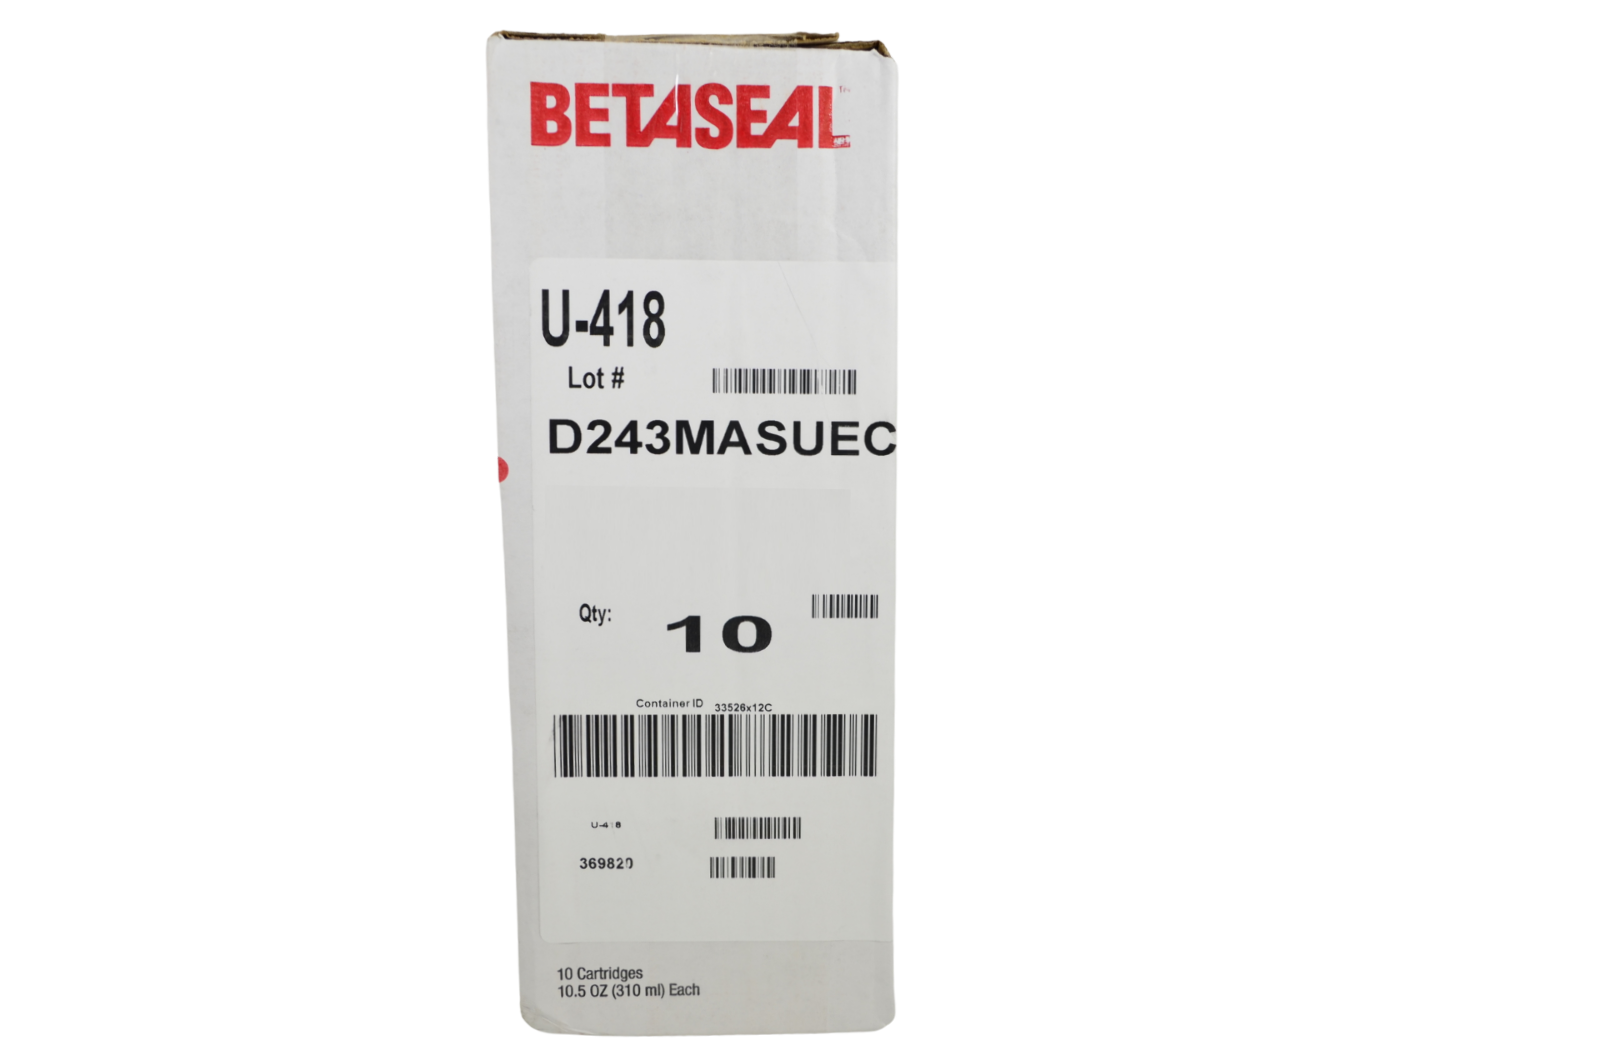 BETASEAL
U-418
Lot #
D243MASUEC
Qty:
10
Container ID 33526x12C
U-418
369820
10 Cartridges
10.5 OZ (310 ml) Each